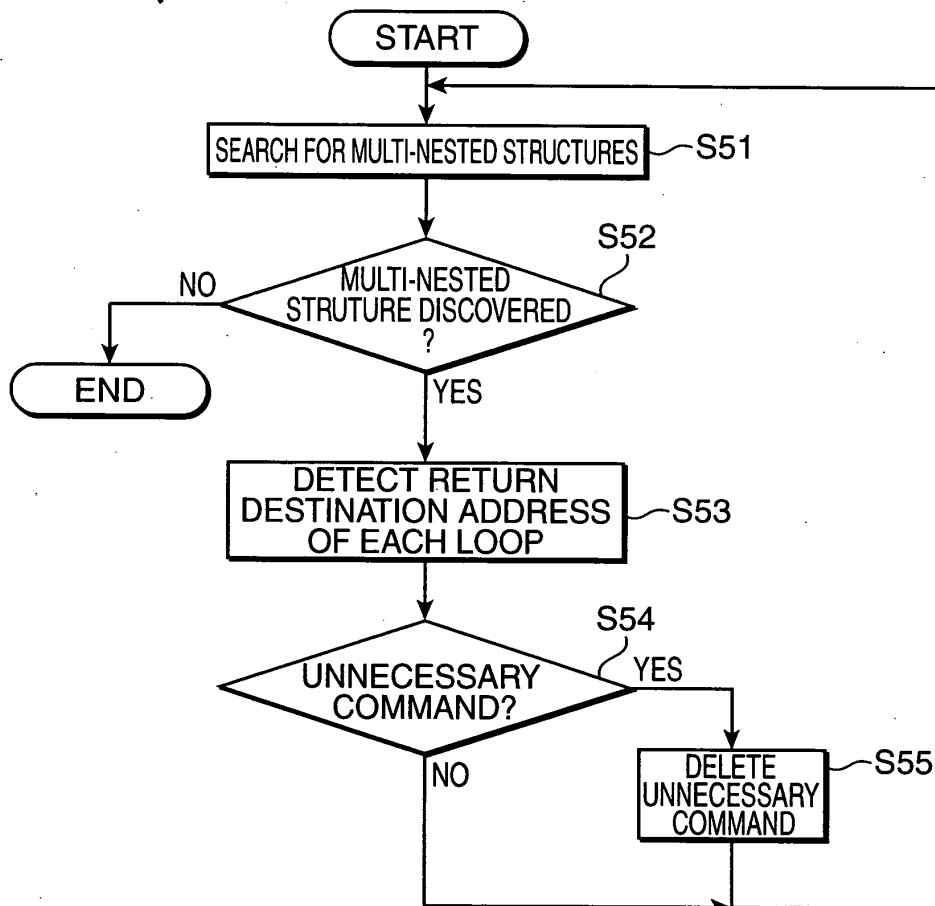 START
SEARCH FOR MULTI-NESTED STRUCTURES
S51
S52
MULTI-NESTED
STRUTURE DISCOVERED
?
NO
END
YES
DETECT RETURN
DESTINATION ADDRESS
OF EACH LOOP
S53
S54
UNNECESSARY
COMMAND?
YES
NO
DELETE
UNNECESSARY
COMMAND
S55